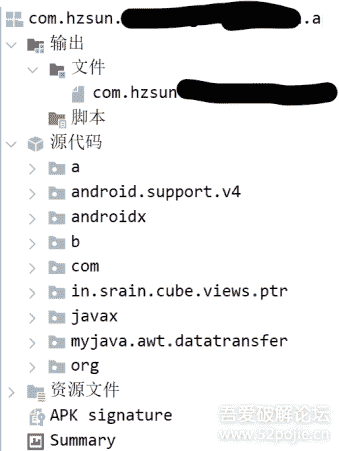 com.hzsun. .a
输出
文件
com.hzsun
脚本
源代码
a
android.support.v4
androidx
b
com
in.srain.cube.views.ptr
javax
myjava.awt.datatransfer
org
资源文件
APK signature
Summary
吾爱破解论坛
www.52pojie.cn